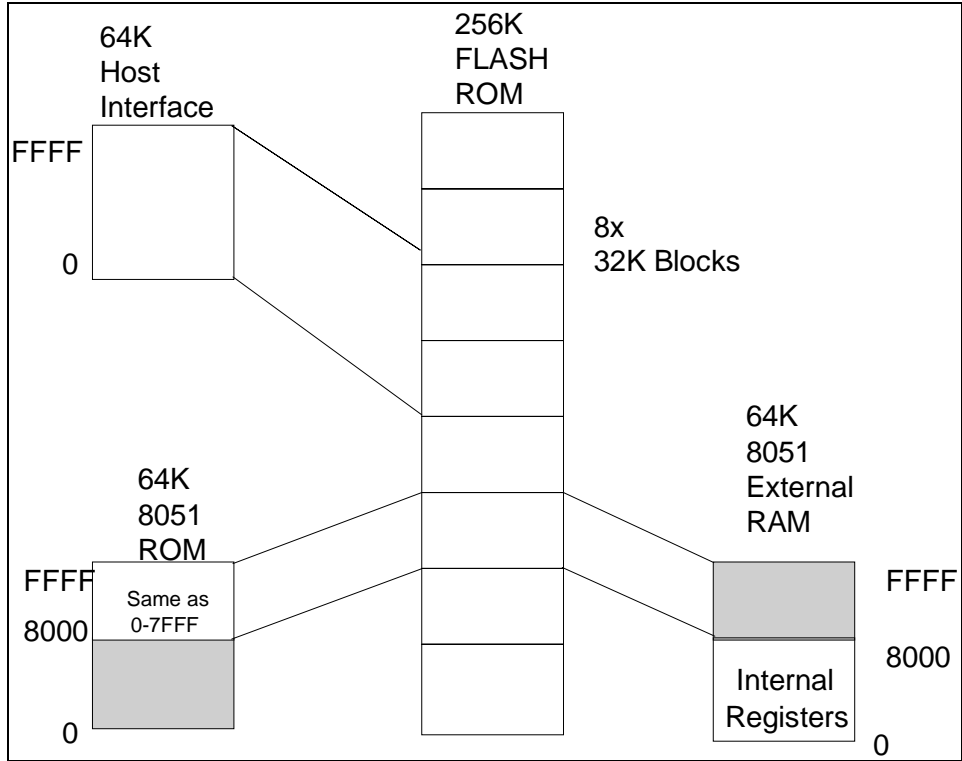 64K
Host
Interface
FFFF
0
256K
FLASH
ROM
8x
32K Blocks
64K
8051
ROM
FFFF
Same as
0-7FFF
8000
0
64K
8051
External
RAM
FFFF
8000
Internal
Registers
0